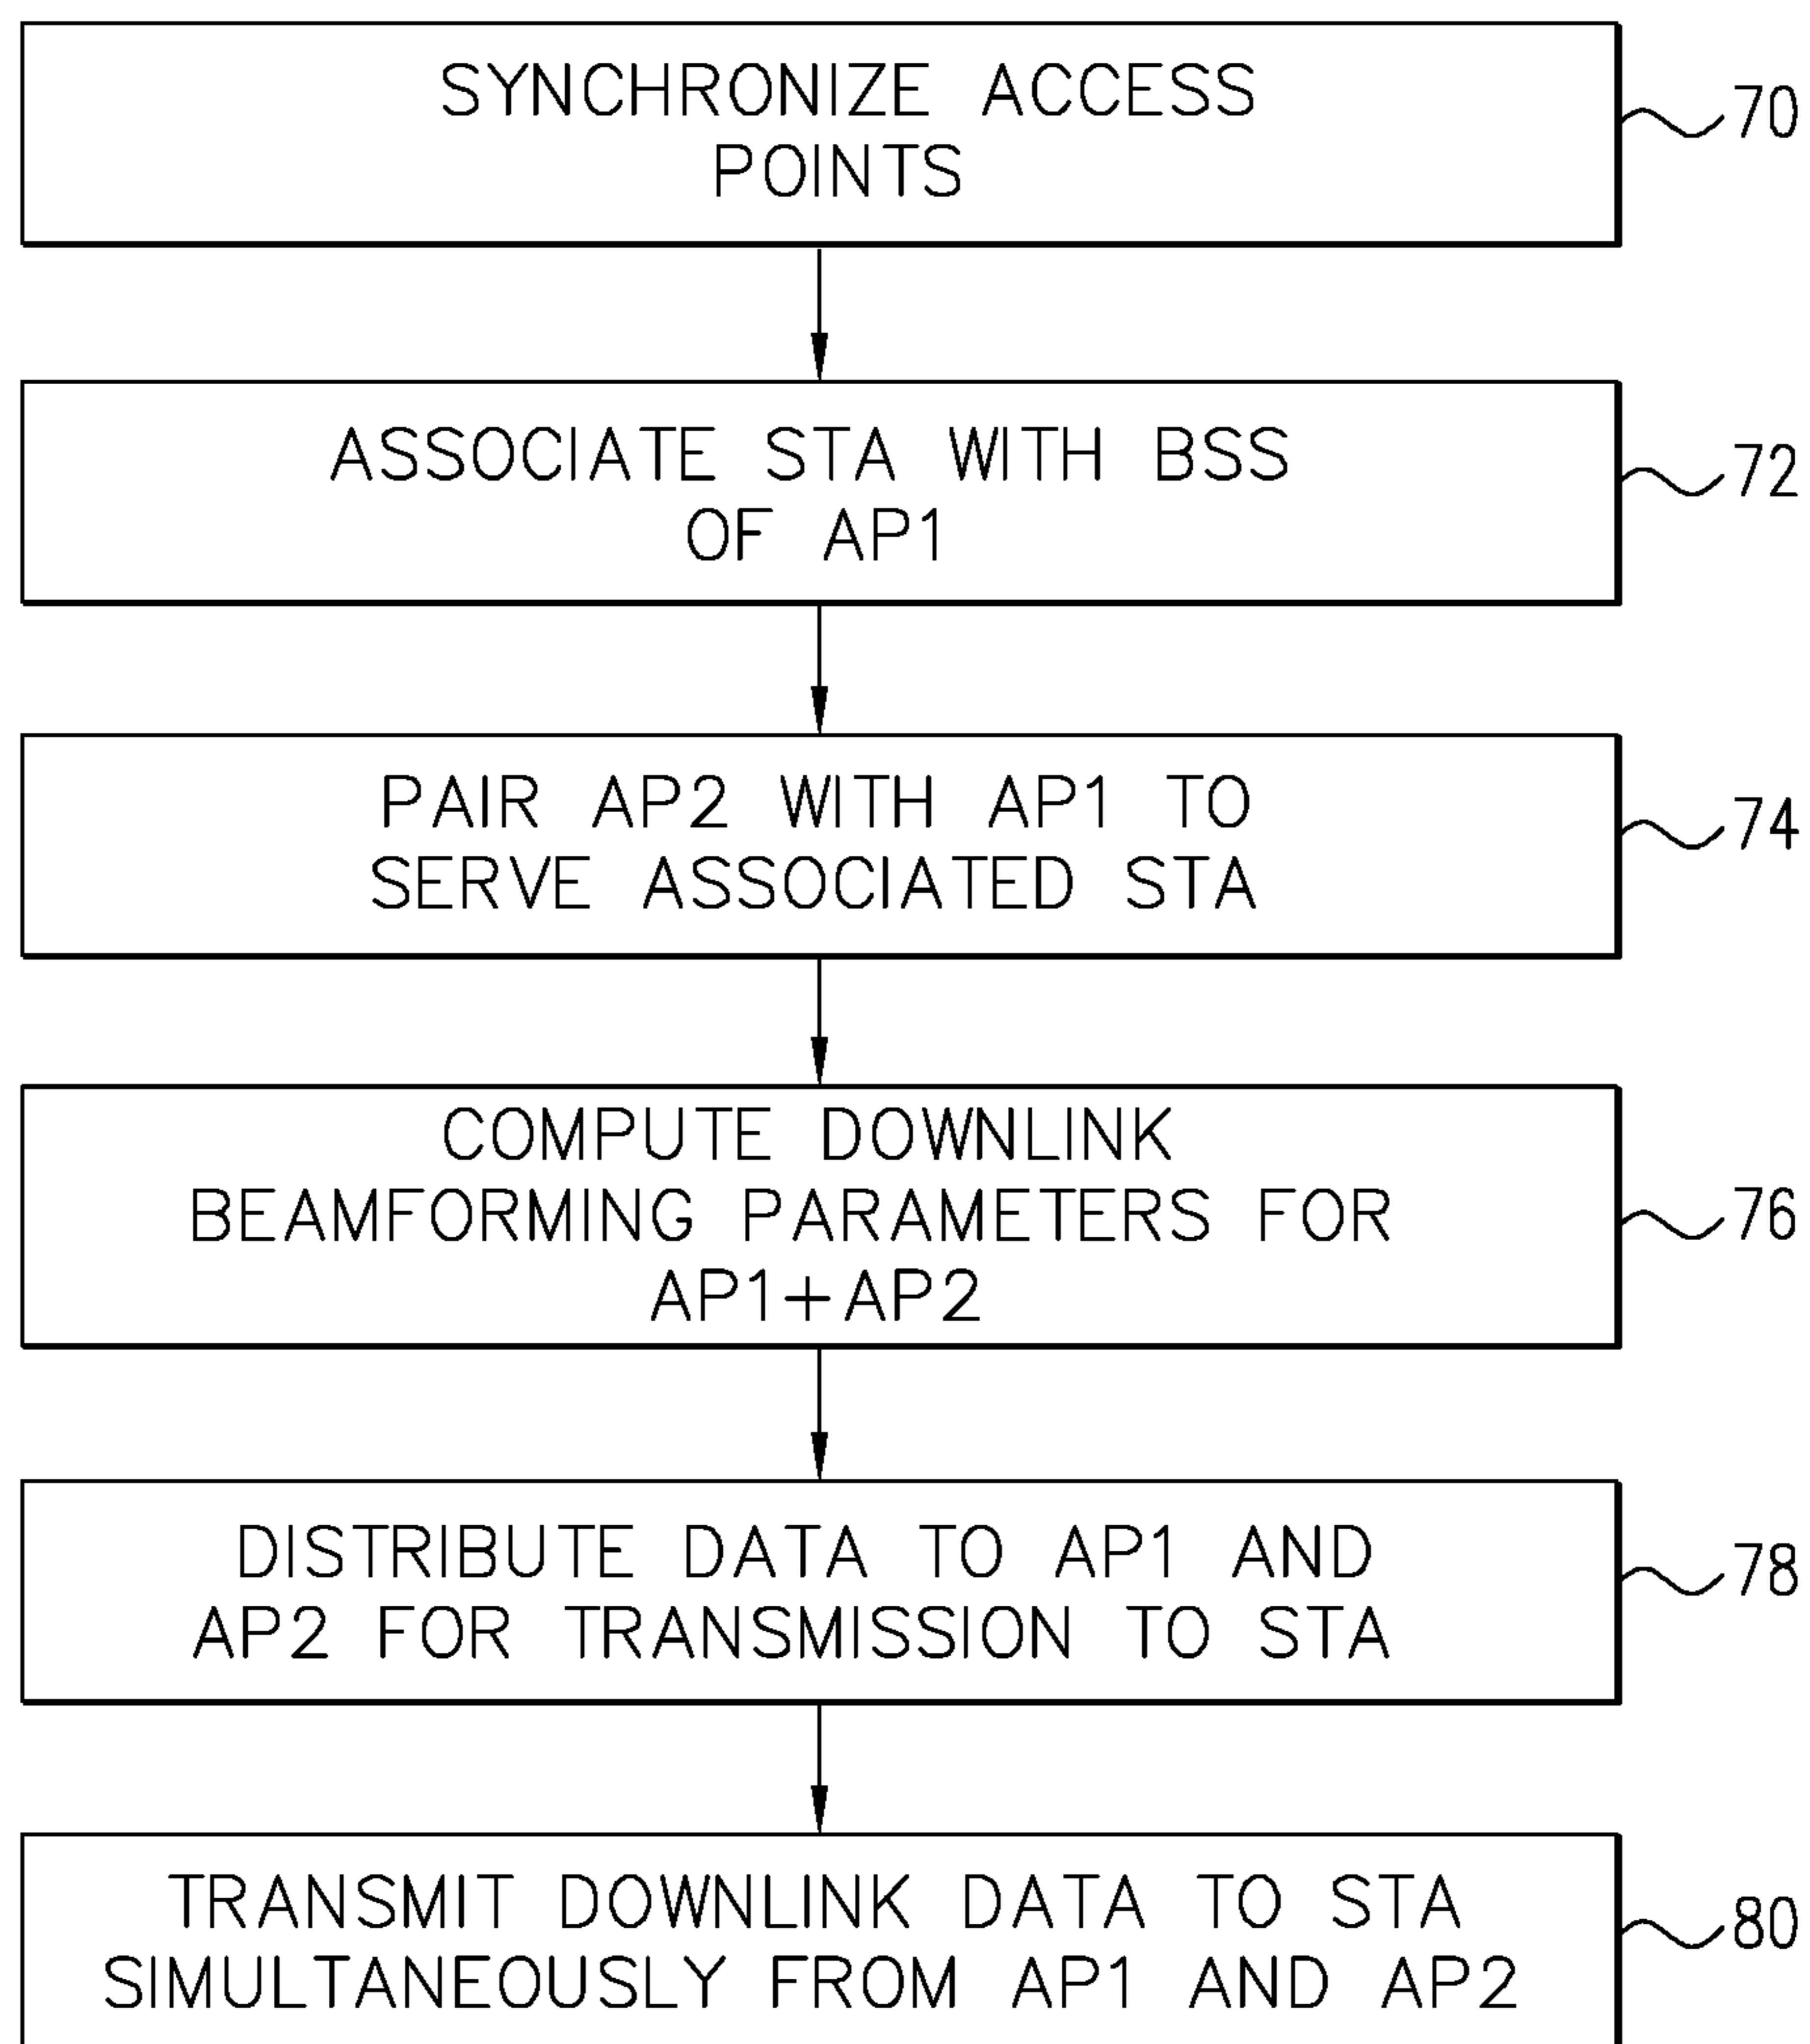 SYNCHRONIZE ACCESS
POINTS
70
ASSOCIATE STA WITH BSS
OF AP1
72
PAIR AP2 WITH AP1 TO
SERVE ASSOCIATED STA
74
COMPUTE DOWNLINK
BEAMFORMING PARAMETERS FOR
AP1+AP2
76
DISTRIBUTE DATA TO AP1 AND
AP2 FOR TRANSMISSION TO STA
78
TRANSMIT DOWNLINK DATA TO STA
SIMULTANEOUSLY FROM AP1 AND AP2
80